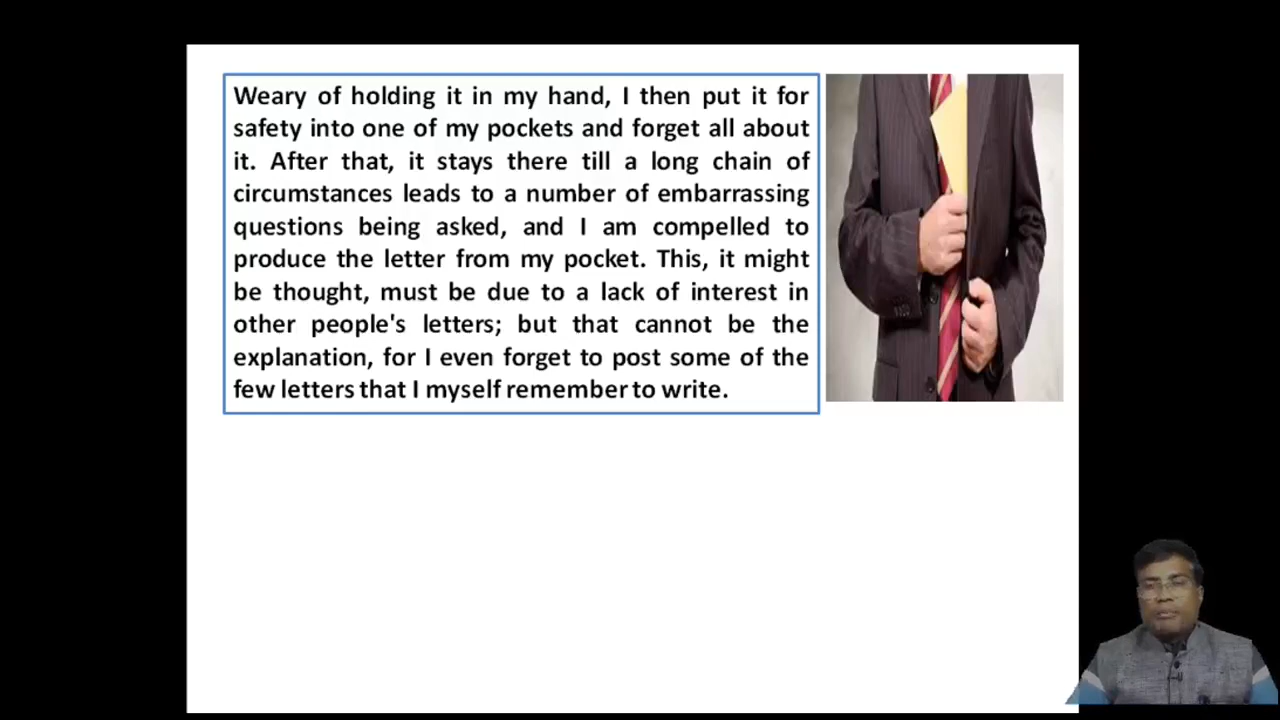 Weary of holding it in my hand, I then put it for
safety into one of my pockets and forget all about
it. After that, it stays there till a long chain of
circumstances leads to a number of embarrassing
questions being asked, and I am compelled to
produce the letter from my pocket. This, it might
be thought, must be due to a lack of interest in
other people's letters; but that cannot be the
explanation, for I even forget to post some of the
few letters that I myself remember to write.